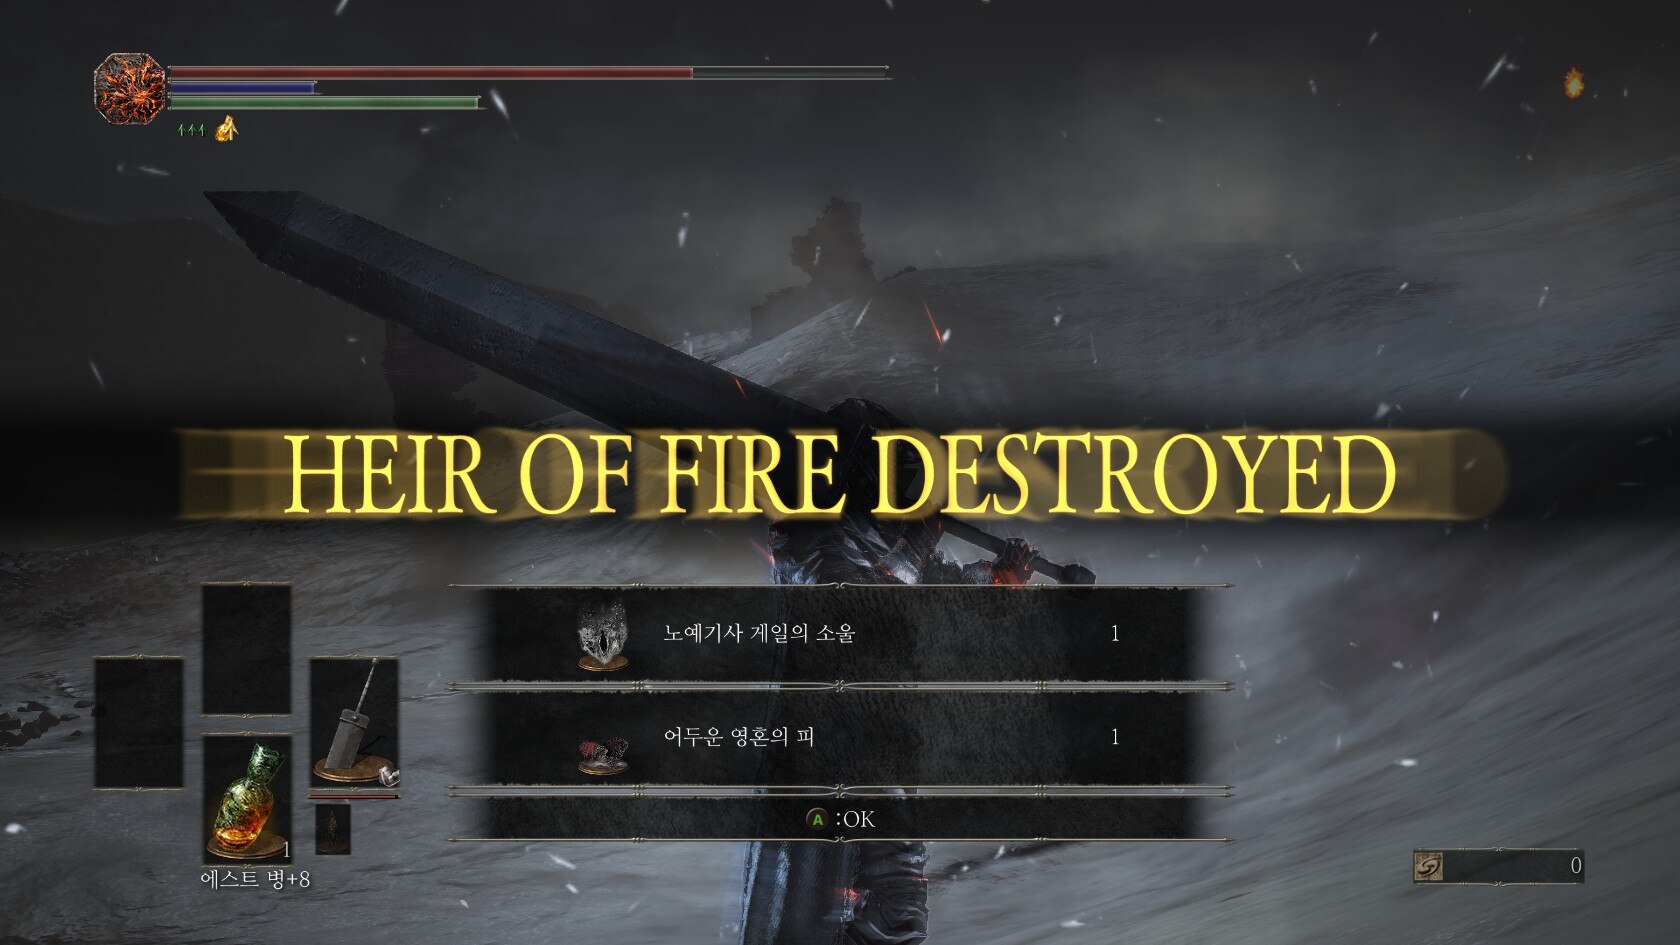 HEIR OF FIRE DESTROYED
노예기사 게일의 소울 1
어두운 영혼의 피 1
A :OK
1
에스트 병+8
0